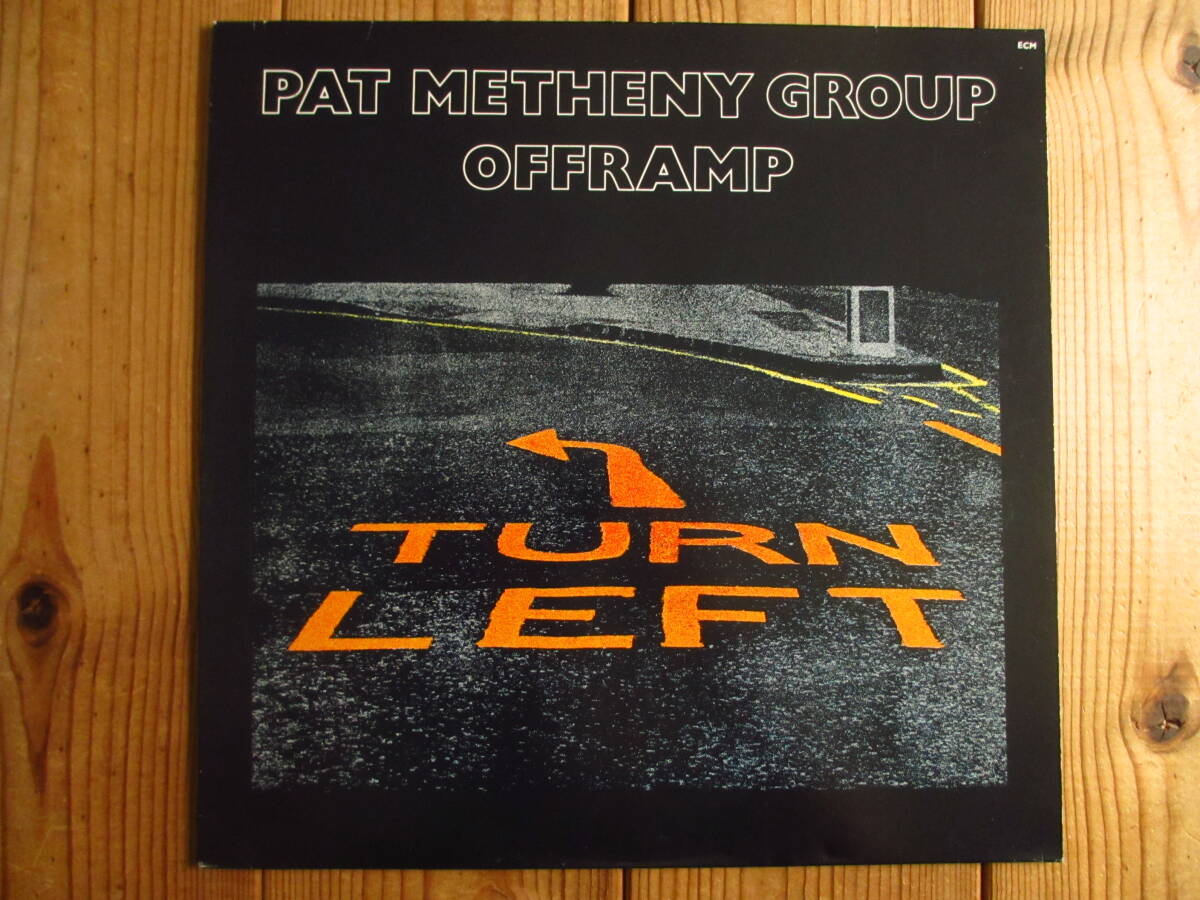 ECM
PAT METHENY GROUP
OFFRAMP
TURN
LEFT